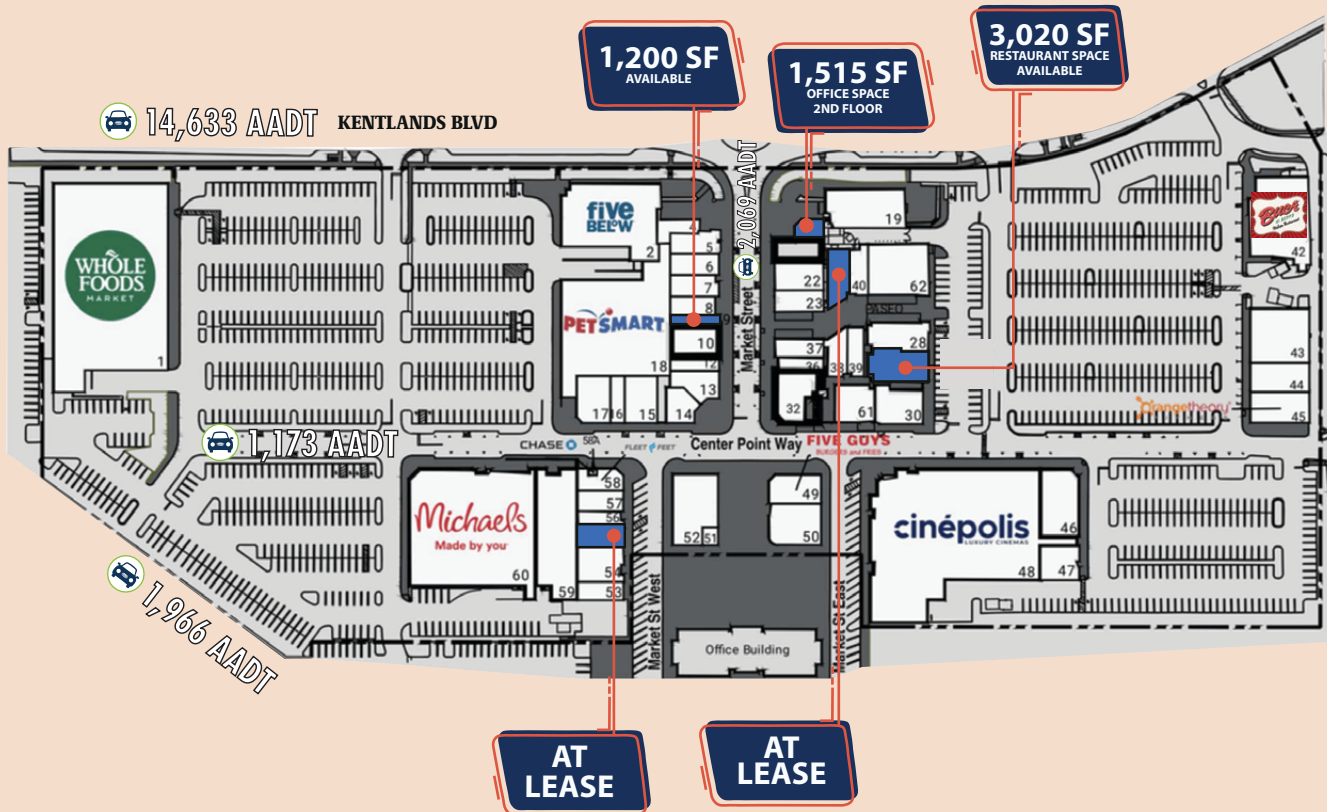 1,200 SF
AVAILABLE
1,515 SF
OFFICE SPACE
2ND FLOOR
3,020 SF
RESTAURANT SPACE
AVAILABLE
14,633 AADT
KENTLANDS BLVD
2,069 AADT
WHÔLE
FOODS
MARKET
1
five
BELOW
2
4
5
6
7
8
9
10
12
13
14
15
16
17
18
PETSMART
Market Street
19
22
23
40
62
PASEO
37
36
38
39
28
32
61
30
Buca
42
43
44
45
orangetheory
1,173 AADT
CHASE
58A
FLEET FEET
Center Point Way
FIVE GUYS
BURGERS and FRIES
Michaels
Made by you
60
59
58
57
56
54
53
52
51
49
50
cinépolis
LUXURY CINEMAS
48
46
47
1,966 AADT
Market St West
Office Building
Market St East
AT
LEASE
AT
LEASE